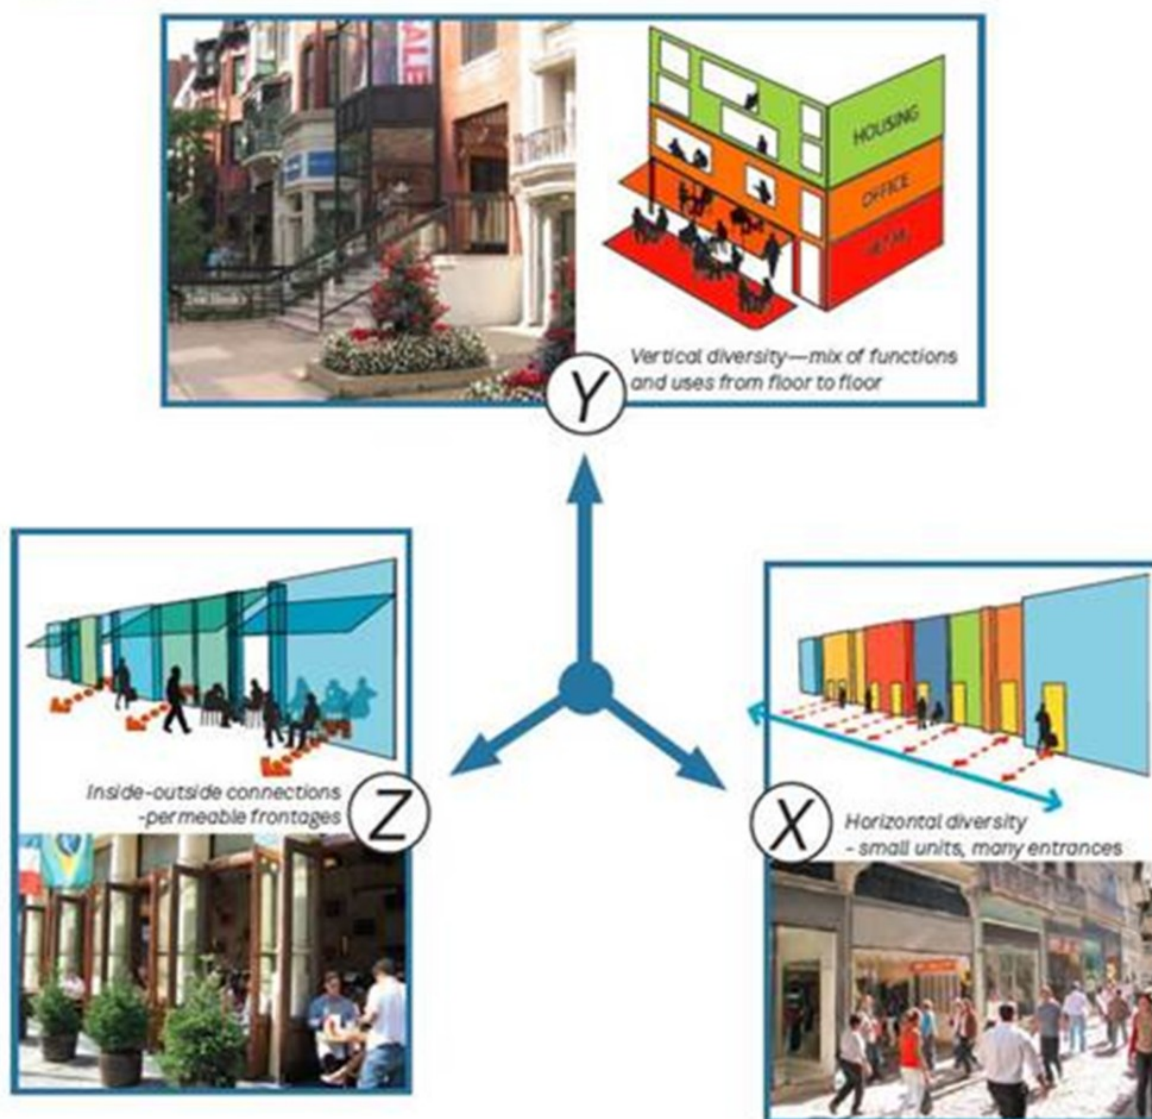 ALE
HOUSING
OFFICE
Vertical diversity—mix of functions
and uses from floor to floor
Y
Inside-outside connections
-permeable frontages
Z
X
Horizontal diversity
- small units, many entrances